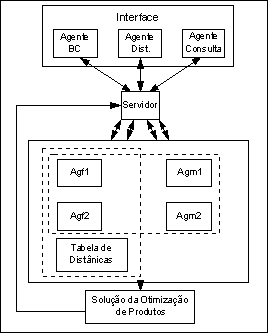 Interface
Agente
BC
Agente
Dist.
Agente
Consulta
Servidor
Agf1
Agm1
Agf2
Agm2
Tabela de
Distânicas
Solução da Otimização
de Produtos